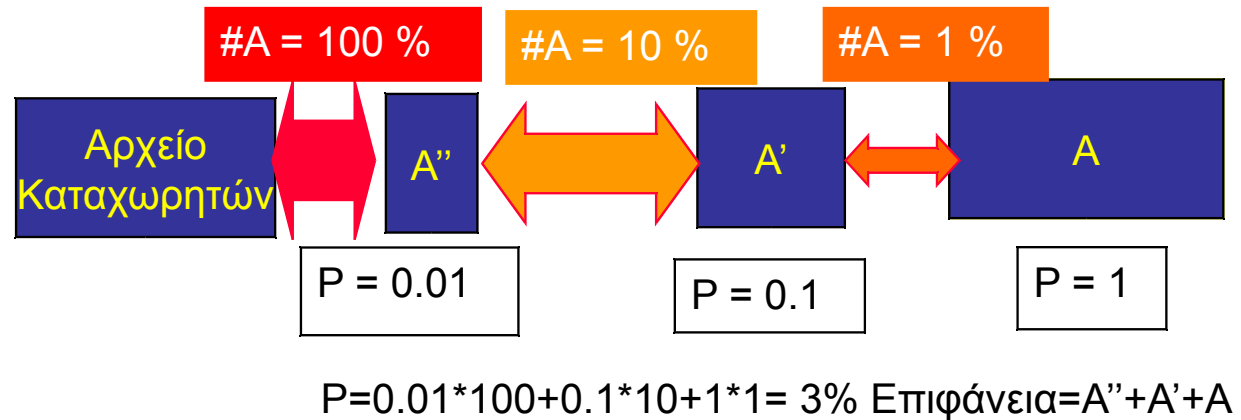 #A = 100 %
#A = 10 %
#A = 1 %
Αρχείο
Καταχωρητών
A''
A’
A
P = 0.01
P = 0.1
P = 1
P=0.01*100+0.1*10+1*1= 3% Επιφάνεια=A''+A’+A